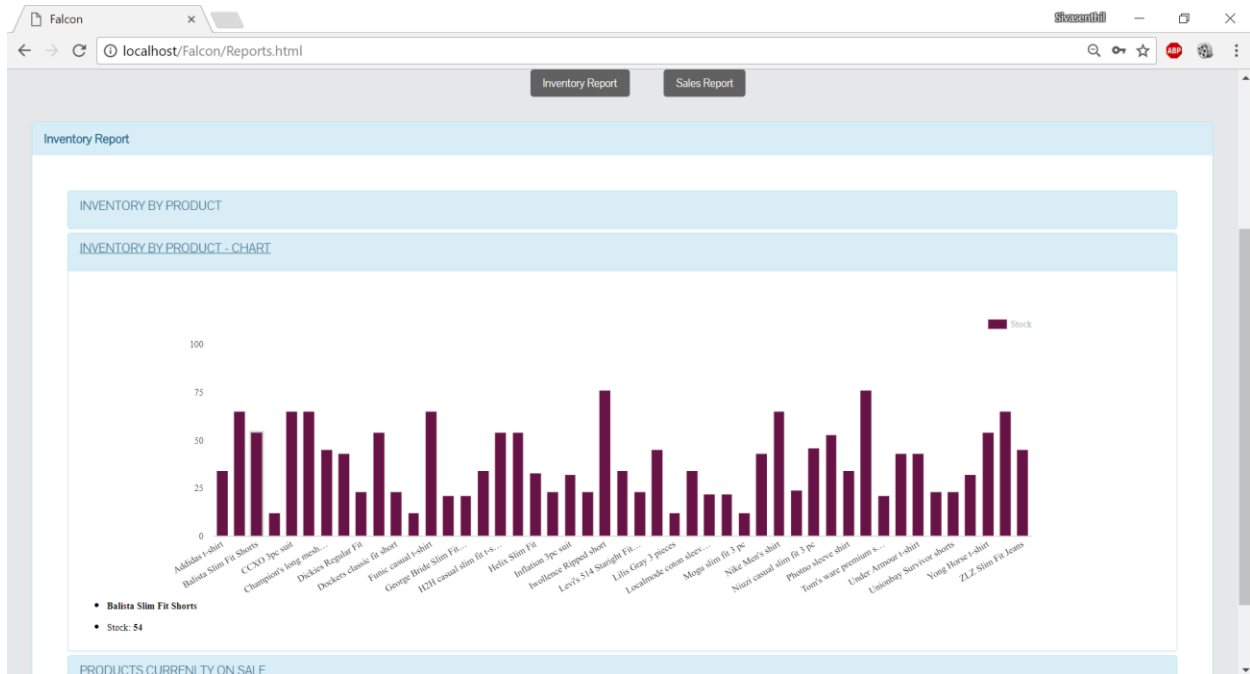 Falcon
Sivasenthil
localhost/Falcon/Reports.html
ABP
Inventory Report
Sales Report
Inventory Report
INVENTORY BY PRODUCT
INVENTORY BY PRODUCT - CHART
Stock
100
75
50
25
0
Addidas t-shirt
Balista Slim Fit Shorts
CCXO 3pc suit
Champion's long mesh...
Dickies Regular Fit
Dockers classic fit short
Funic casual t-shirt
George Bride Slim Fit...
H2H casual slim fit t-s...
Helix Slim Fit
Inflation 3pc suit
Iwollence Ripped short
Levi's 514 Staright Fit...
Lilis Gray 3 pieces
Localmode coton sleev...
Mogu slim fit 3 pc
Nike Men's shirt
Niuzi casual slim fit 3 pc
Photno sleeve shirt
Tom's ware premium s...
Under Armour t-shirt
Unionbay Survivor shorts
Yong Horse t-shirt
ZLZ Slim Fit Jeans
Balista Slim Fit Shorts
Stock: 54
PRODUCTS CURRENLTY ON SALE